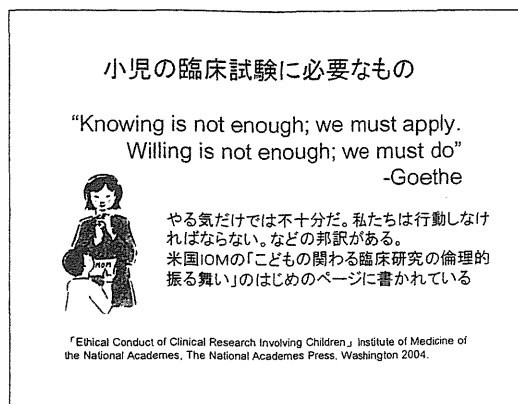 小児の臨床試験に必要なもの
“Knowing is not enough; we must apply.
Willing is not enough; we must do”
-Goethe
やる気だけでは不十分だ。私たちは行動しなけ
ればならない。などの邦訳がある。
米国IOMの「こどもの関わる臨床研究の倫理的
振る舞い」のはじめのページに書かれている
MOM
「Ethical Conduct of Clinical Research Involving Children」 Institute of Medicine of
the National Academes, The National Academes Press, Washington 2004.